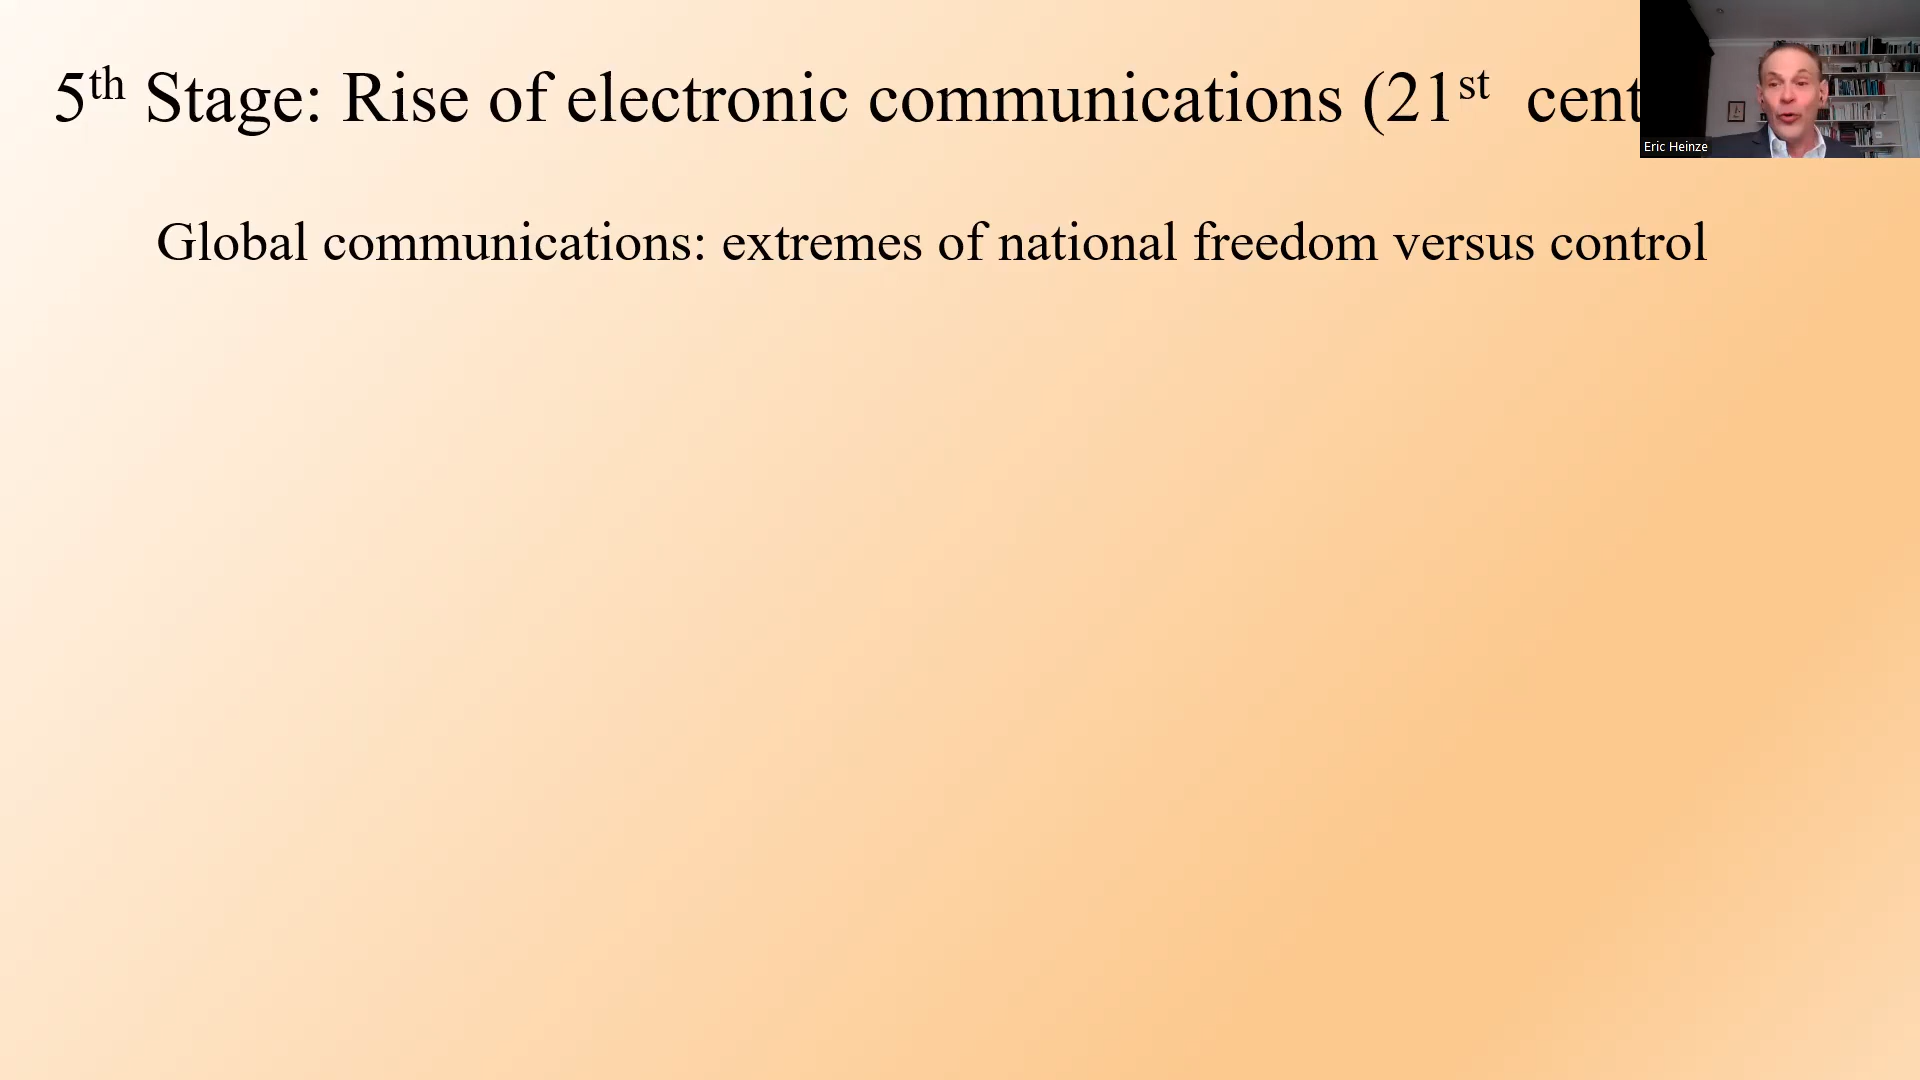 5th Stage: Rise of electronic communications (21st cent
Eric Heinze
Global communications: extremes of national freedom versus control